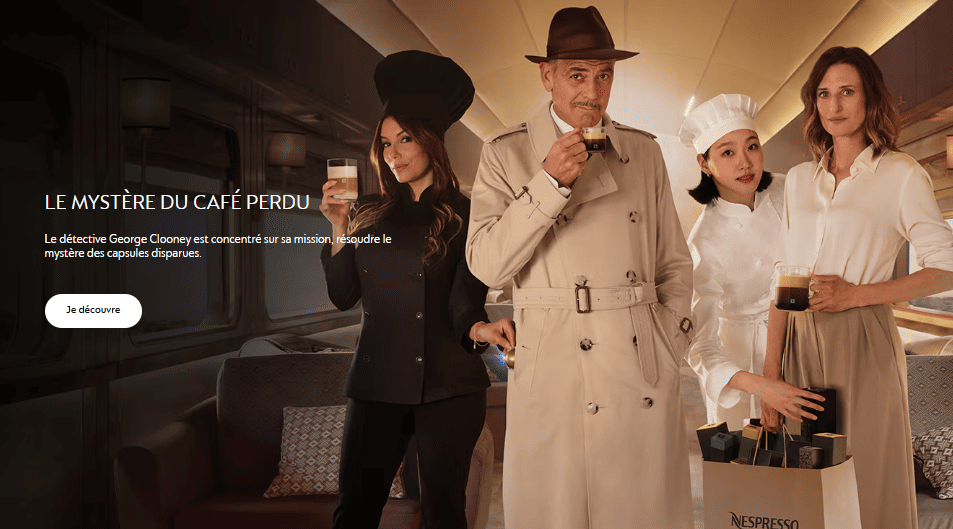 LE MYSTÈRE DU CAFÉ PERDU
Le détective George Clooney est concentré sur sa mission, résoudre le
mystère des capsules disparues.
Je découvre
NESPRESSO